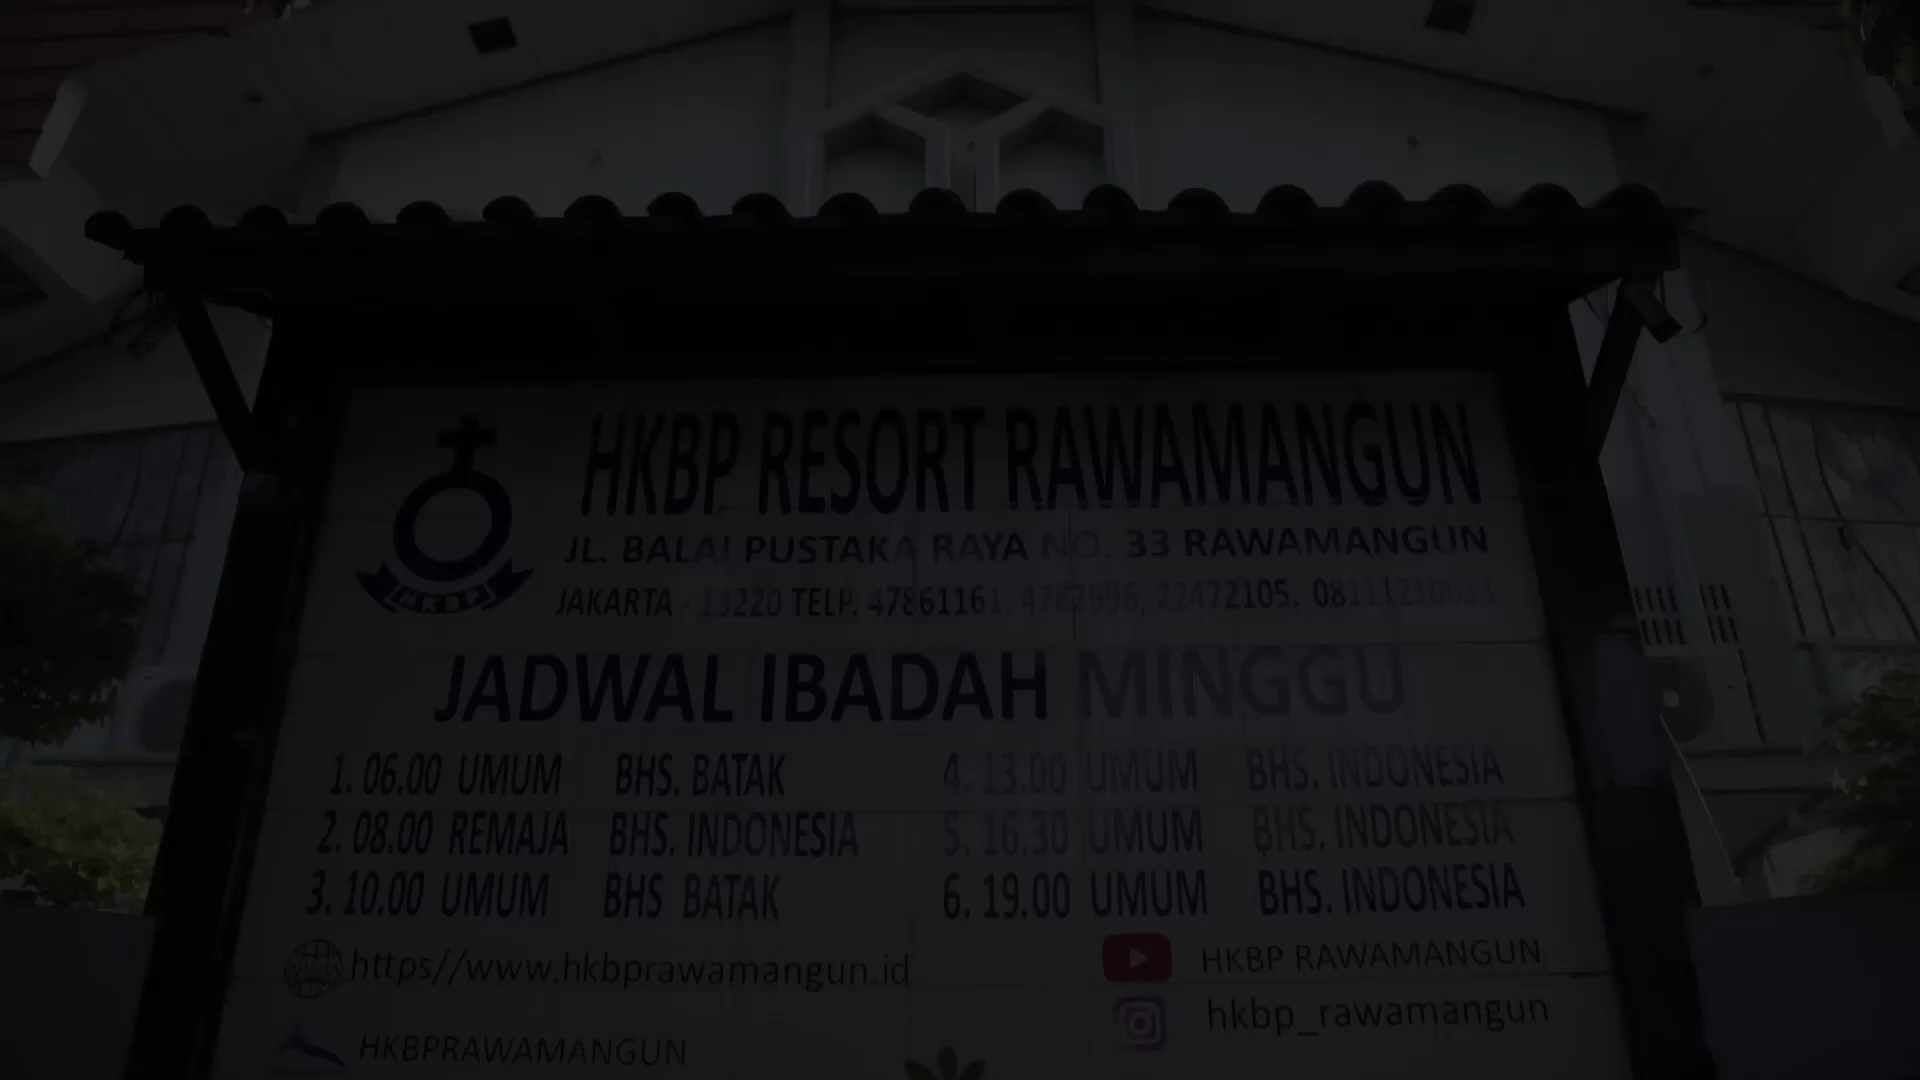 HKBP RESORT RAWAMANGUN
JL. BALAI PUSTAKA RAYA NO. 33 RAWAMANGUN
JAKARTA - 13220 TELP. 47861161, 4782996, 22472105,
HKBP
JADWAL IBADAH MINGGU
1. 06.00 UMUM BHS. BATAK
2. 08.00 REMAJA BHS. INDONESIA
3. 10.00 UMUM BHS BATAK
4. 13.00 UMUM BHS. INDONESIA
5. 16.30 UMUM BHS. INDONESIA
6. 19.00 UMUM BHS. INDONESIA
https//www.hkbprawamangun.id
HKBP RAWAMANGUN
hkbp_rawamangun
HKBPRAWAMANGUN